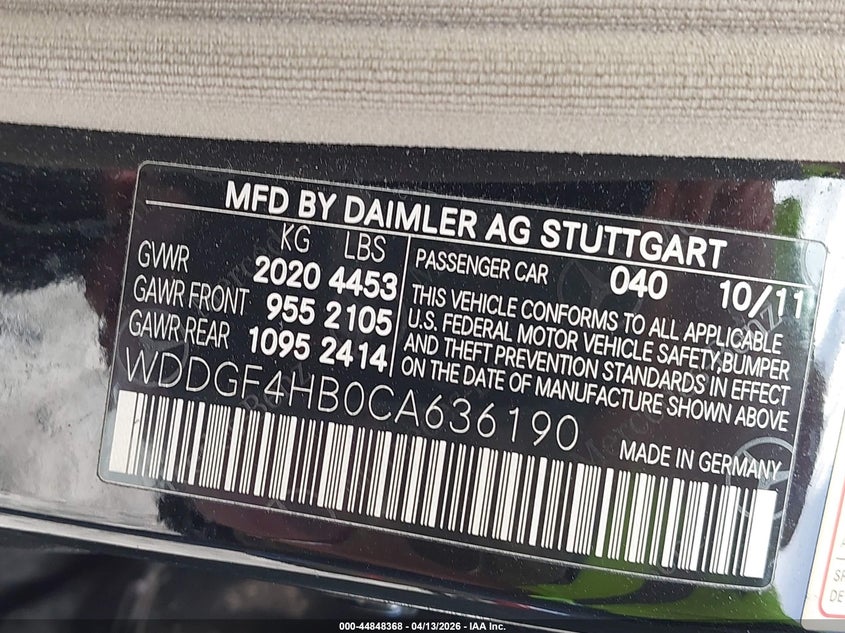 MFD BY DAIMLER AG STUTTGART
KG LBS
GVWR 2020 4453
GAWR FRONT 955 2105
GAWR REAR 1095 2414
PASSENGER CAR 040 10/11
THIS VEHICLE CONFORMS TO ALL APPLICABLE
U.S. FEDERAL MOTOR VEHICLE SAFETY,BUMPER
AND THEFT PREVENTION STANDARDS IN EFFECT
ON THE DATE OF MANUFACTURE SHOWN ABOVE
WDDGF4HB0CA636190
MADE IN GERMANY
000-44848368 - 04/13/2026 - IAA Inc.